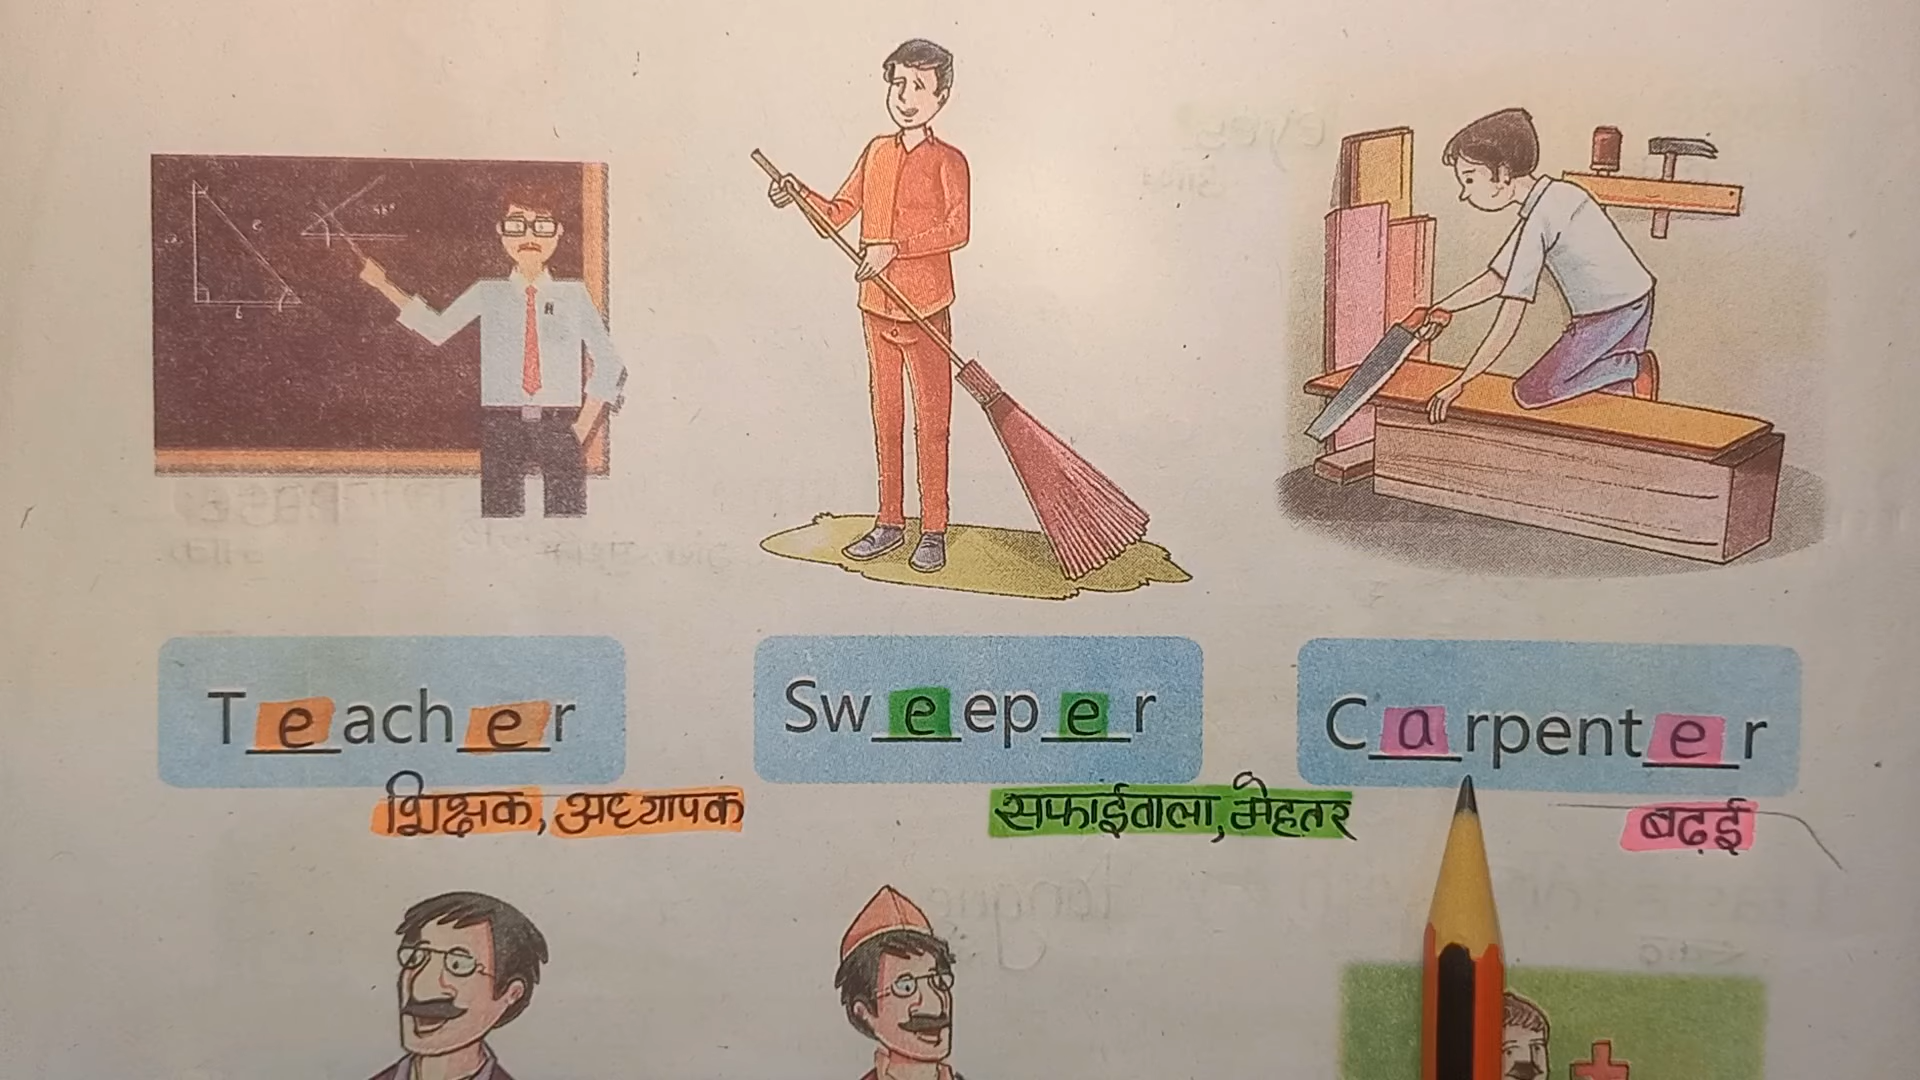 Teacher
Sweeper
Carpenter
शिक्षक, अध्यापक
सफाईवाला, मेहतर
बढ़ई